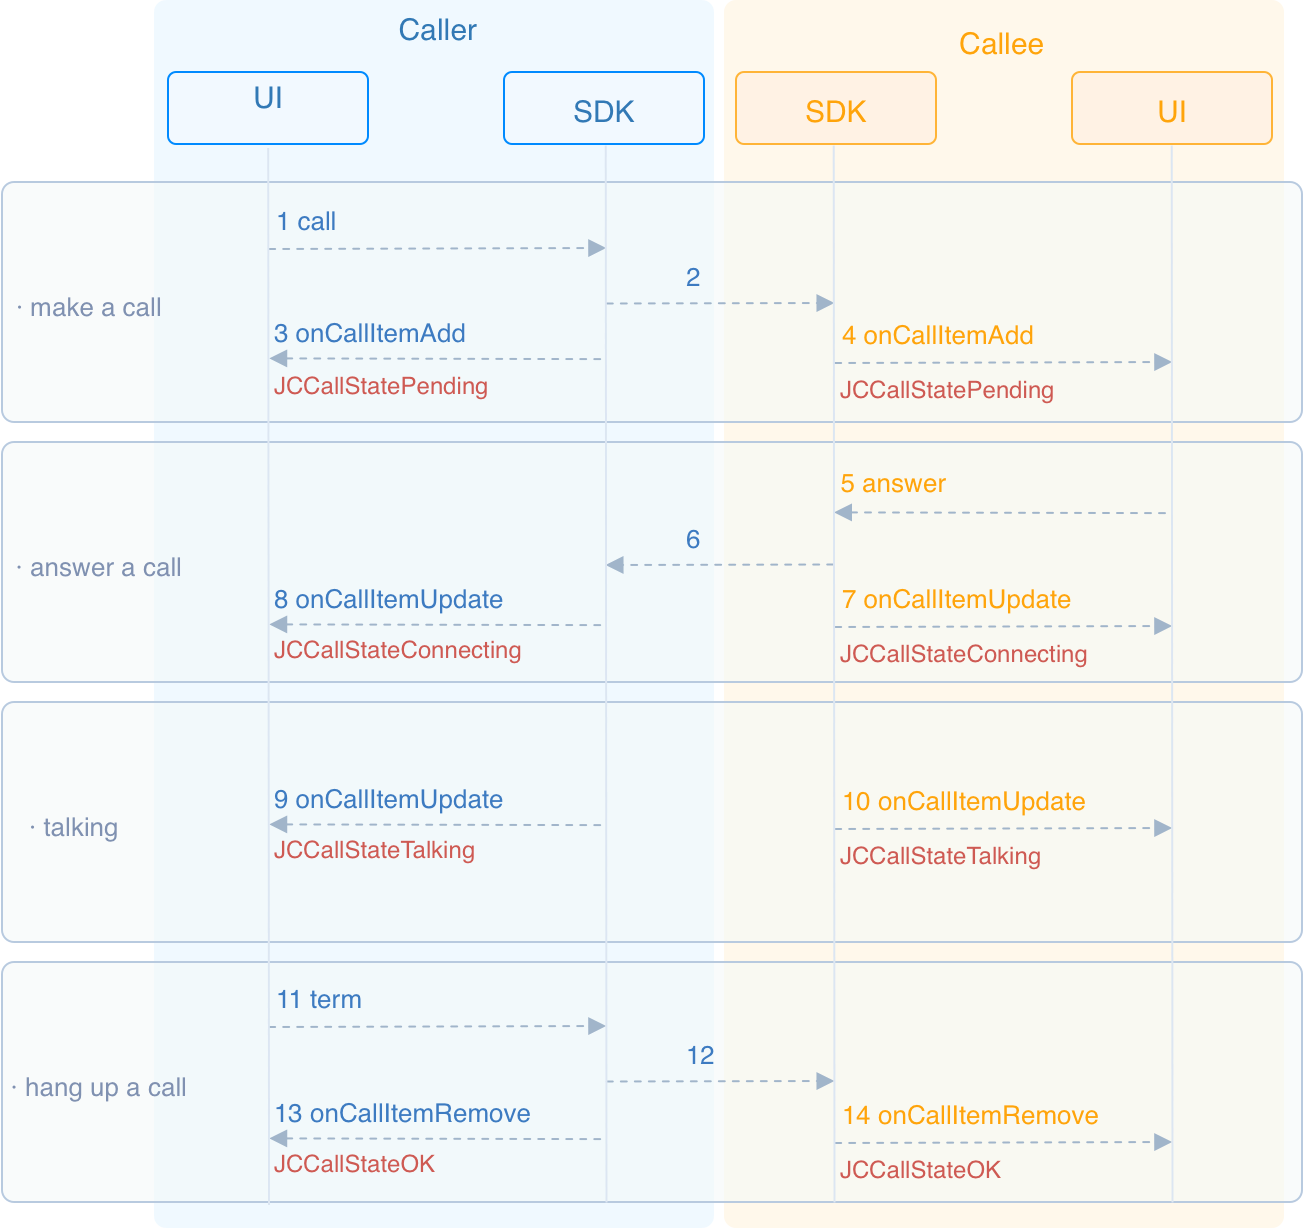 Caller
Callee
UI
SDK
SDK
UI
· make a call
1 call
2
3 onCallItemAdd
JCCallStatePending
4 onCallItemAdd
JCCallStatePending
· answer a call
5 answer
6
8 onCallItemUpdate
JCCallStateConnecting
7 onCallItemUpdate
JCCallStateConnecting
· talking
9 onCallItemUpdate
JCCallStateTalking
10 onCallItemUpdate
JCCallStateTalking
· hang up a call
11 term
12
13 onCallItemRemove
JCCallStateOK
14 onCallItemRemove
JCCallStateOK